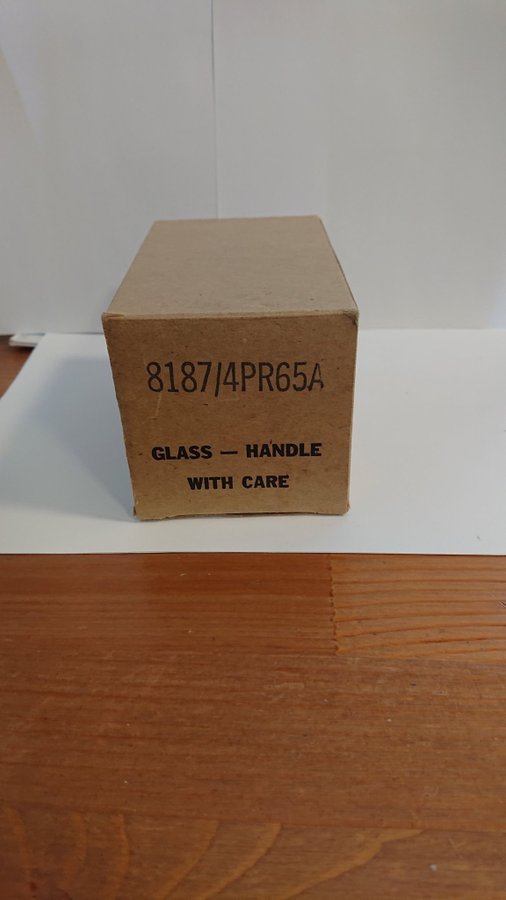 8187/4PR65A
GLASS — HANDLE
WITH CARE